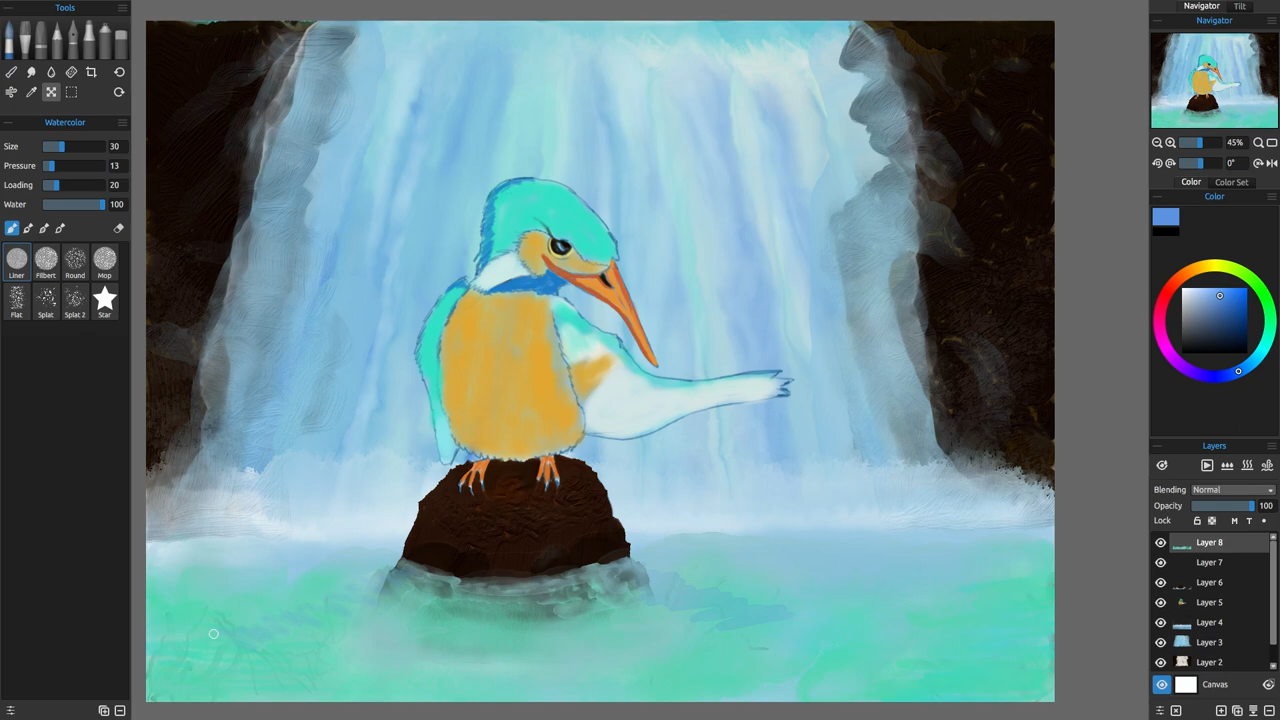 Tools
Watercolor
Size 30
Pressure 13
Loading 20
Water 100
Liner Filbert Round Mop
Flat Splat Splat 2 Star
Navigator Tilt
Navigator
45%
0°
Color Color Set
Color
Layers
Blending Normal
Opacity 100
Lock M T
Layer 8
Layer 7
Layer 6
Layer 5
Layer 4
Layer 3
Layer 2
Canvas